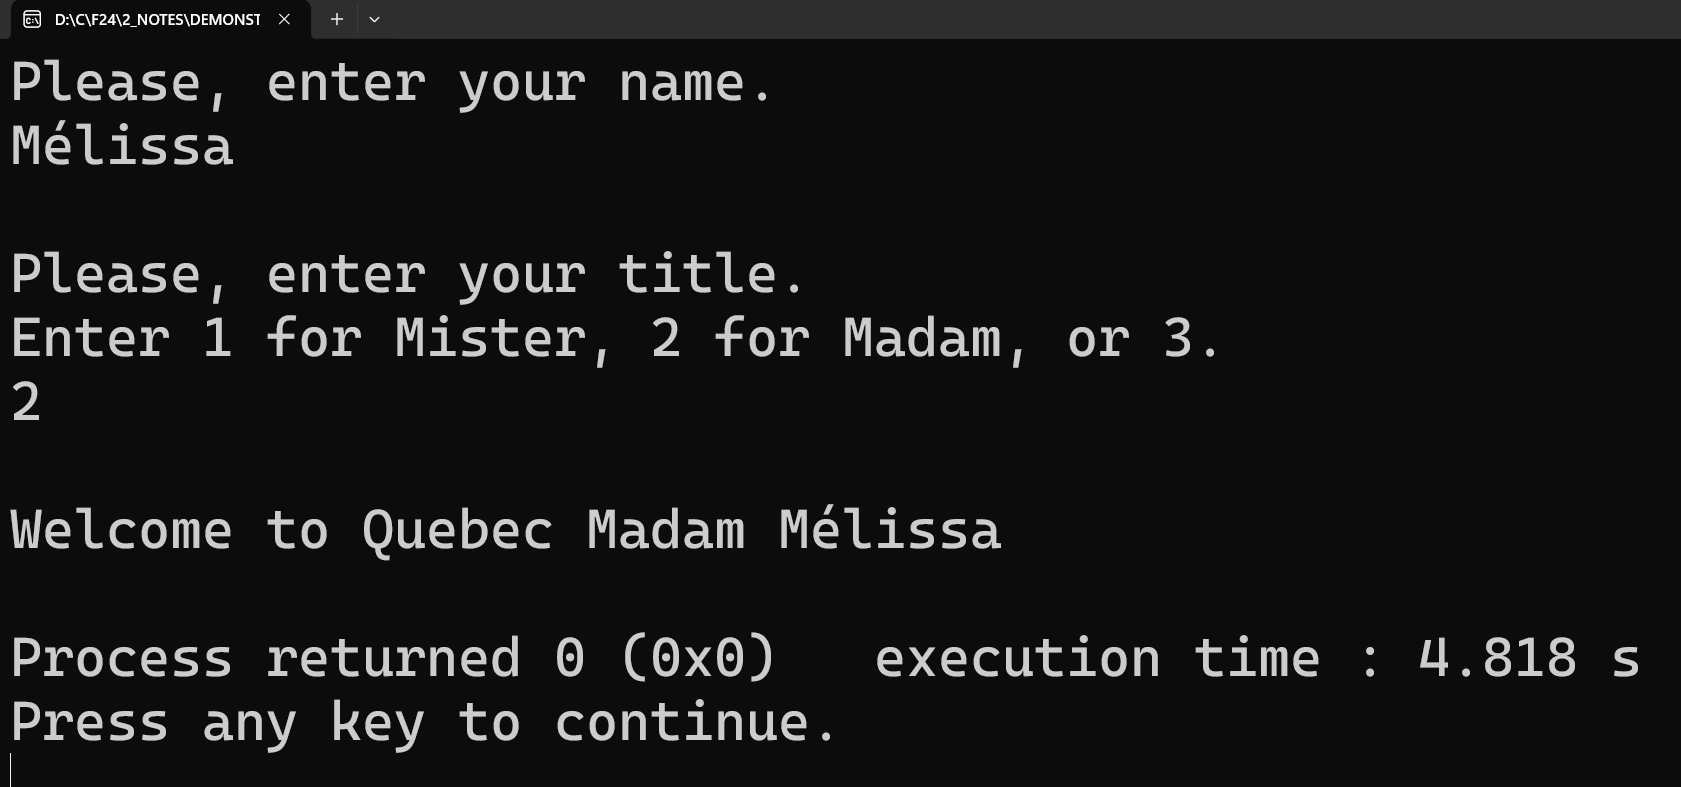 D:\C\F24\2_NOTES\DEMONST
Please, enter your name.
Mélissa
Please, enter your title.
Enter 1 for Mister, 2 for Madam, or 3.
2
Welcome to Quebec Madam Mélissa
Process returned 0 (0x0)   execution time : 4.818 s
Press any key to continue.